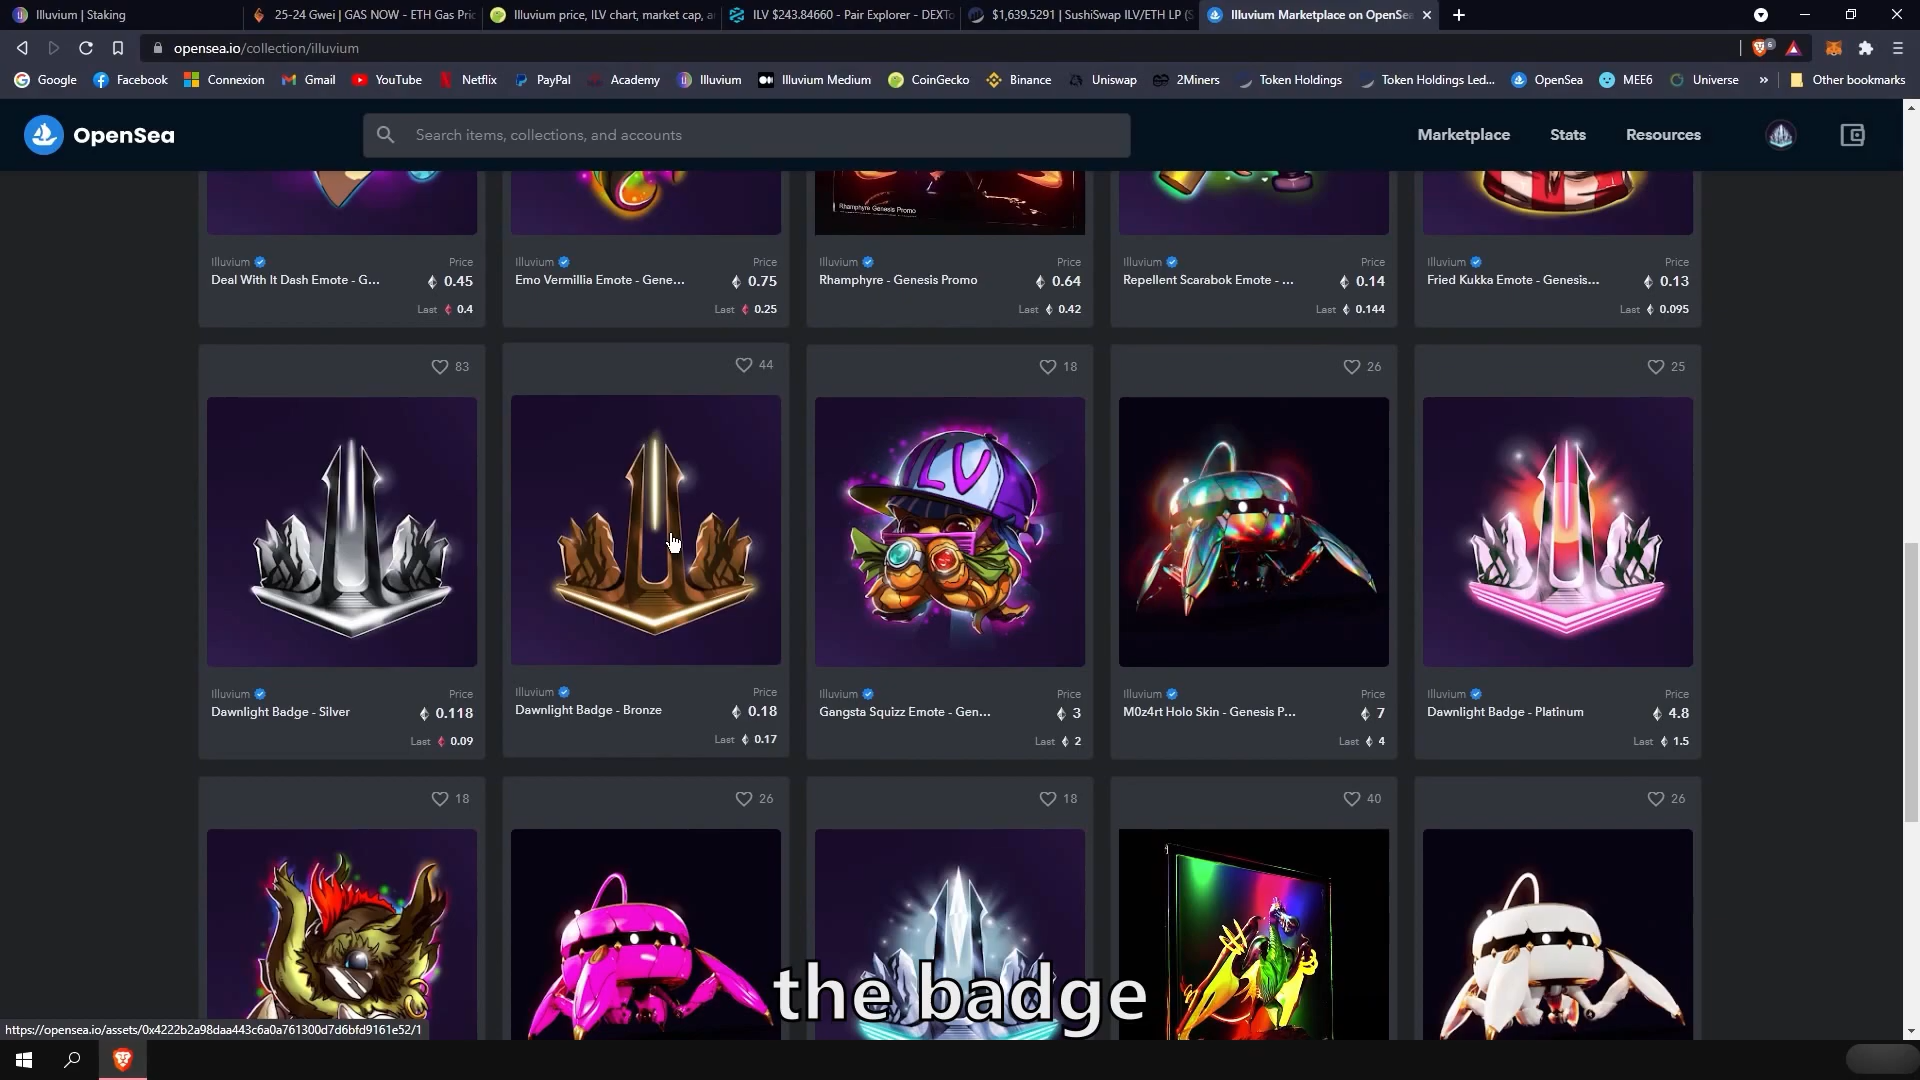 Illuvium | Staking
25-24 Gwei | GAS NOW - ETH Gas Pric
Illuvium price, ILV chart, market cap, a
ILV $243.84660 - Pair Explorer - DEXTo
$1,639.5291 | SushiSwap ILV/ETH LP (S
Illuvium Marketplace on OpenSe
opensea.io/collection/illuvium
6
Google
Facebook
Connexion
Gmail
YouTube
Netflix
PayPal
Academy
Illuvium
Illuvium Medium
CoinGecko
Binance
Uniswap
2Miners
Token Holdings
Token Holdings Led...
OpenSea
MEE6
Universe
»
Other bookmarks
OpenSea
Search items, collections, and accounts
Marketplace
Stats
Resources
Rhamphyre Genesis Promo
Illuvium Price
Deal With It Dash Emote - G... 0.45
Last 0.4
Illuvium Price
Emo Vermillia Emote - Gene... 0.75
Last 0.25
Illuvium Price
Rhamphyre - Genesis Promo 0.64
Last 0.42
Illuvium Price
Repellent Scarabok Emote - ... 0.14
Last 0.144
Illuvium Price
Fried Kukka Emote - Genesis... 0.13
Last 0.095
83
44
18
26
25
LV
Illuvium Price
Dawnlight Badge - Silver 0.118
Last 0.09
Illuvium Price
Dawnlight Badge - Bronze 0.18
Last 0.17
Illuvium Price
Gangsta Squizz Emote - Gen... 3
Last 2
Illuvium Price
M0z4rt Holo Skin - Genesis P... 7
Last 4
Illuvium Price
Dawnlight Badge - Platinum 4.8
Last 1.5
18
26
18
40
26
the badge
https://opensea.io/assets/0x4222b2a98daa443c6a0a761300d7d6bfd9161e52/1